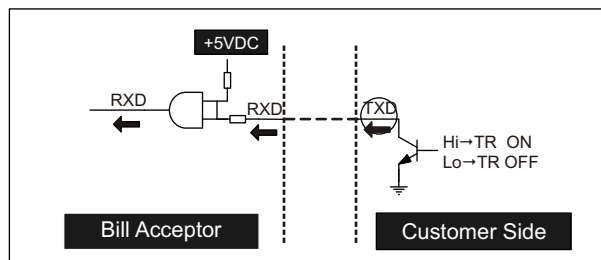 +5VDC
RXD
RXD
TXD
Hi→TR ON
Lo→TR OFF
Bill Acceptor
Customer Side